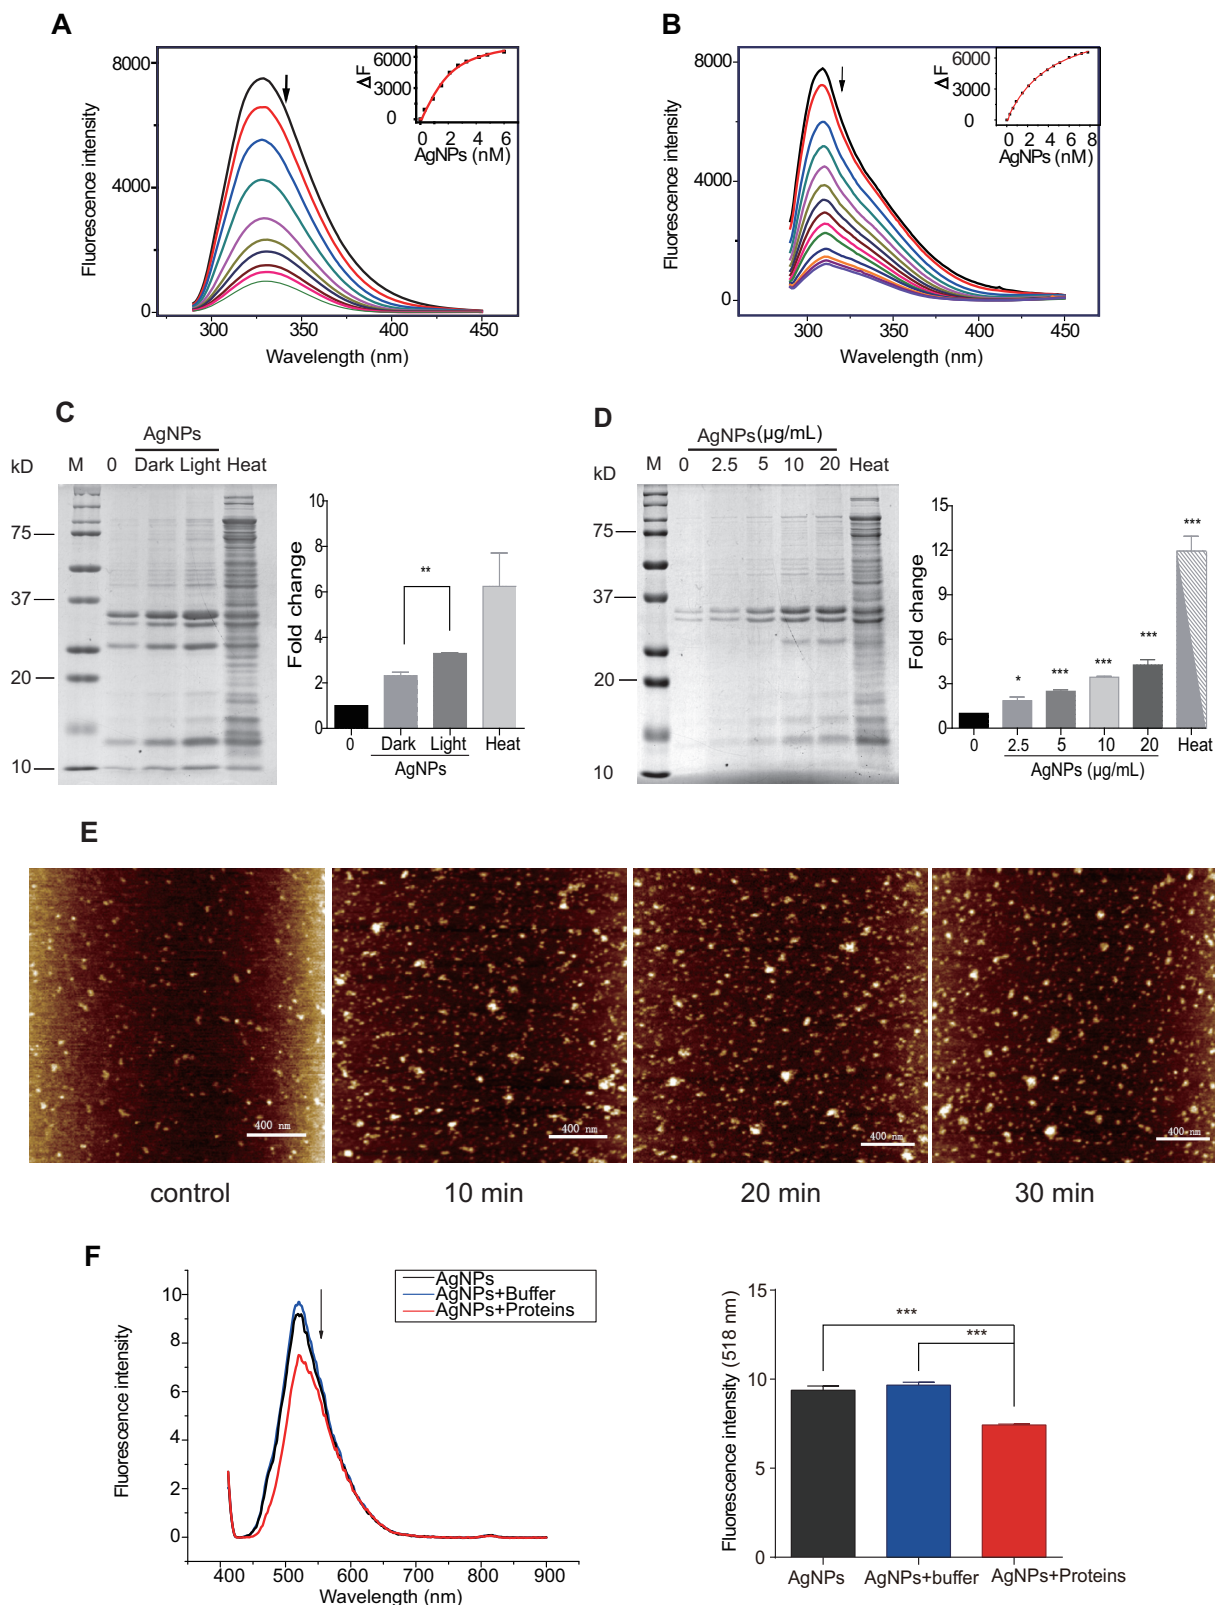 A
8000
4000
0
Fluorescence intensity
300 350 400 450
Wavelength (nm)
6000
3000
0
ΔF
0 2 4 6
AgNPs (nM)
B
8000
4000
0
Fluorescence intensity
300 350 400 450
Wavelength (nm)
6000
3000
0
ΔF
0 2 4 6 8
AgNPs (nM)
C
AgNPs
kD M 0 Dark Light Heat
75
37
20
10
10
8
6
4
2
0
Fold change
**
0 Dark Light Heat
AgNPs
D
AgNPs (µg/mL)
kD M 0 2.5 5 10 20 Heat
75
37
20
10
15
12
9
6
3
0
Fold change
* *** *** *** ***
0 2.5 5 10 20 Heat
AgNPs (µg/mL)
E
400 nm 400 nm 400 nm 400 nm
control 10 min 20 min 30 min
F
10
8
6
4
2
0
Fluorescence intensity
400 500 600 700 800 900
Wavelength (nm)
AgNPs
AgNPs+Buffer
AgNPs+Proteins
15
10
5
0
Fluorescence intensity (518 nm)
***
***
AgNPs AgNPs+buffer AgNPs+Proteins